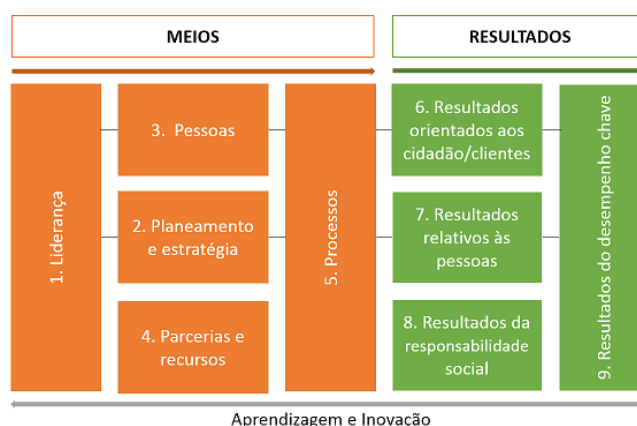 MEIOS
RESULTADOS
1. Liderança
3. Pessoas
2. Planeamento
e estratégia
4. Parcerias e
recursos
5. Processos
6. Resultados
orientados aos
cidadão/clientes
7. Resultados
relativos às
pessoas
8. Resultados da
responsabilidade
social
9. Resultados do desempenho chave
Aprendizagem e Inovação